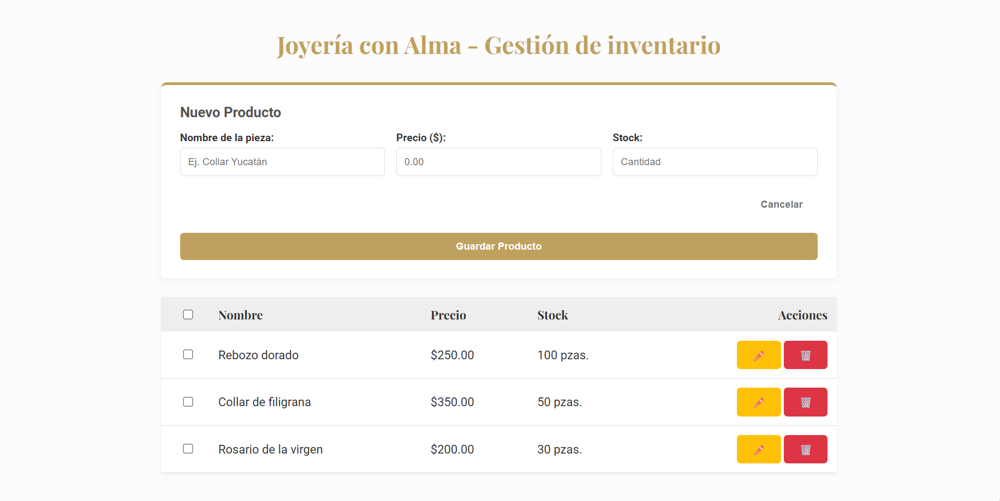 Joyería con Alma - Gestión de inventario
Nuevo Producto
Nombre de la pieza: Precio ($): Stock:
Ej. Collar Yucatán 0.00 Cantidad
Cancelar
Guardar Producto
Nombre Precio Stock Acciones
Rebozo dorado $250.00 100 pzas.
Collar de filigrana $350.00 50 pzas.
Rosario de la virgen $200.00 30 pzas.